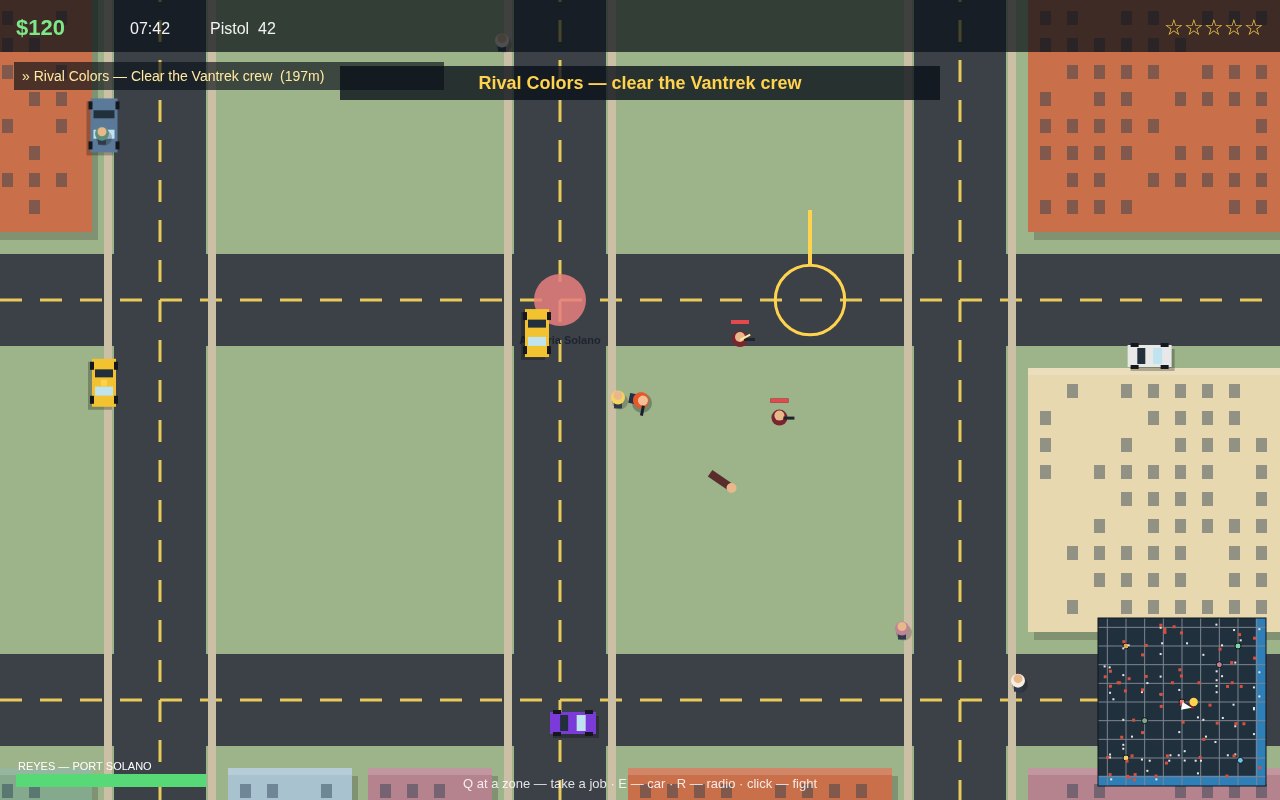 $120
07:42
Pistol 42
☆☆☆☆☆
» Rival Colors — Clear the Vantrek crew (197m)
Rival Colors — clear the Vantrek crew
Solano
REYES — PORT SOLANO
Q at a zone — take a job · E — car · R — radio · click — fight